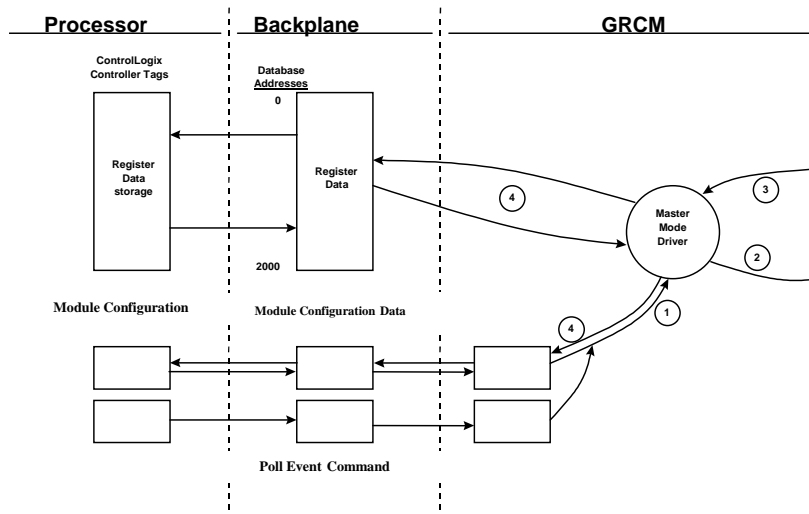 Processor
Backplane
GRCM
ControlLogix
Controller Tags
Database
Addresses
0
Register
Data
storage
Register
Data
2000
4
3
Master
Mode
Driver
2
1
4
Module Configuration
Module Configuration Data
Poll Event Command